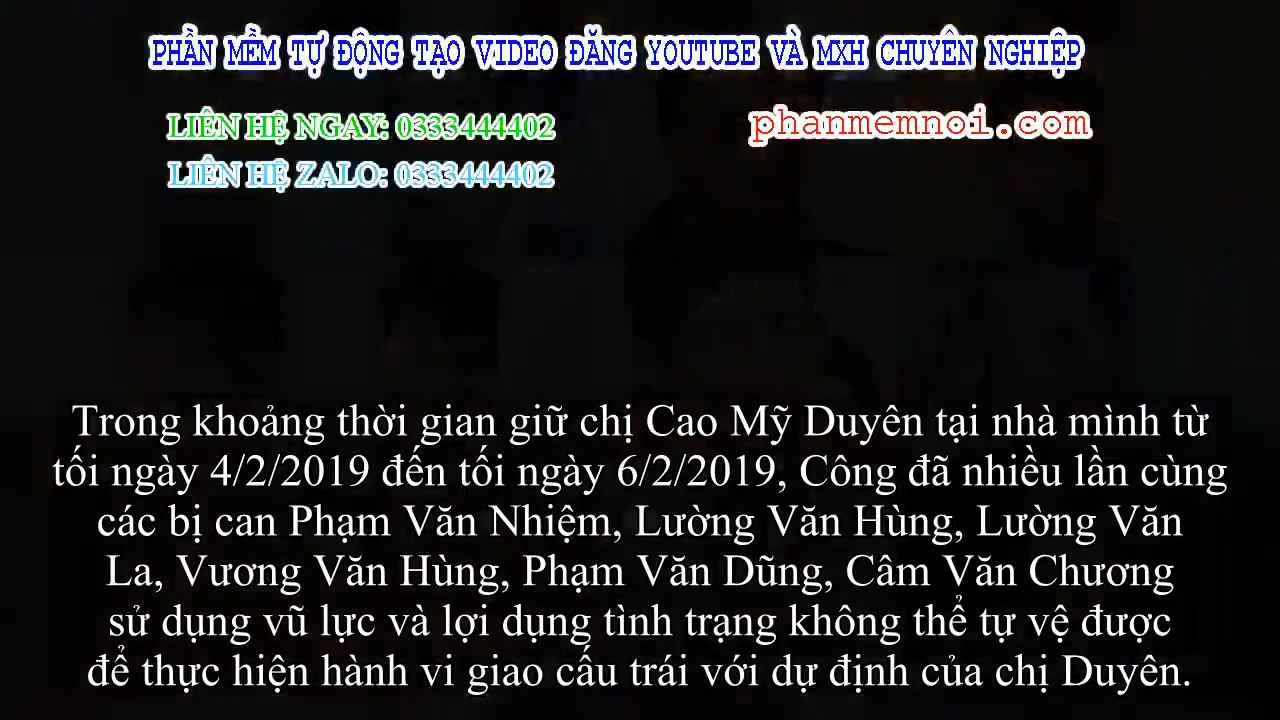 PHẦN MỀM TỰ ĐỘNG TẠO VIDEO ĐĂNG YOUTUBE VÀ MXH CHUYÊN NGHIỆP
LIÊN HỆ NGAY: 0333444402
phanmemnoi.com
LIÊN HỆ ZALO: 0333444402
Trong khoảng thời gian giữ chị Cao Mỹ Duyên tại nhà mình từ
tối ngày 4/2/2019 đến tối ngày 6/2/2019, Công đã nhiều lần cùng
các bị can Phạm Văn Nhiệm, Lường Văn Hùng, Lường Văn
La, Vương Văn Hùng, Phạm Văn Dũng, Câm Văn Chương
sử dụng vũ lực và lợi dụng tình trạng không thể tự vệ được
để thực hiện hành vi giao cấu trái với dự định của chị Duyên.